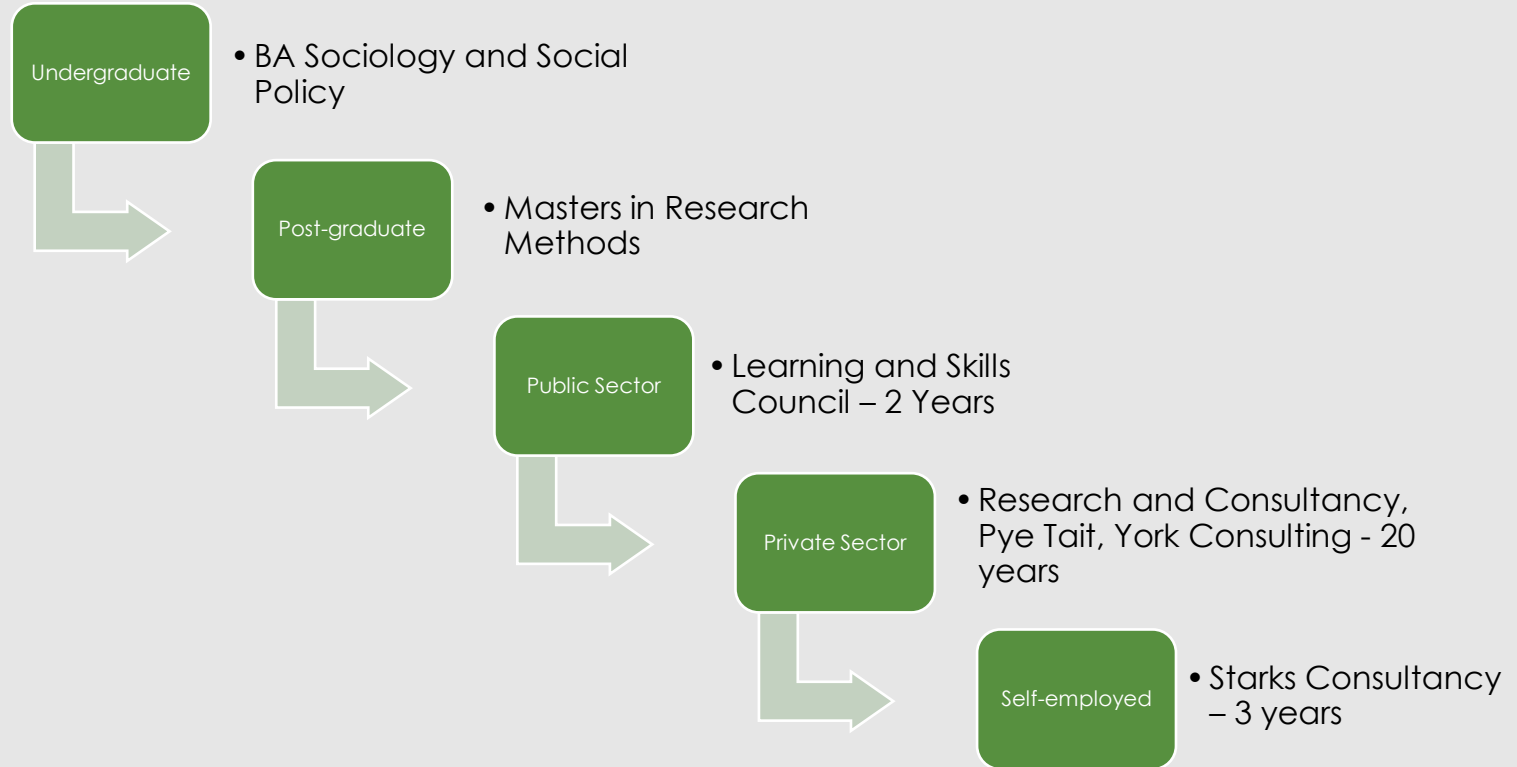 Undergraduate
• BA Sociology and Social
Policy
Post-graduate
• Masters in Research
Methods
Public Sector
• Learning and Skills
Council – 2 Years
Private Sector
• Research and Consultancy,
Pye Tait, York Consulting - 20
years
Self-employed
• Starks Consultancy
– 3 years